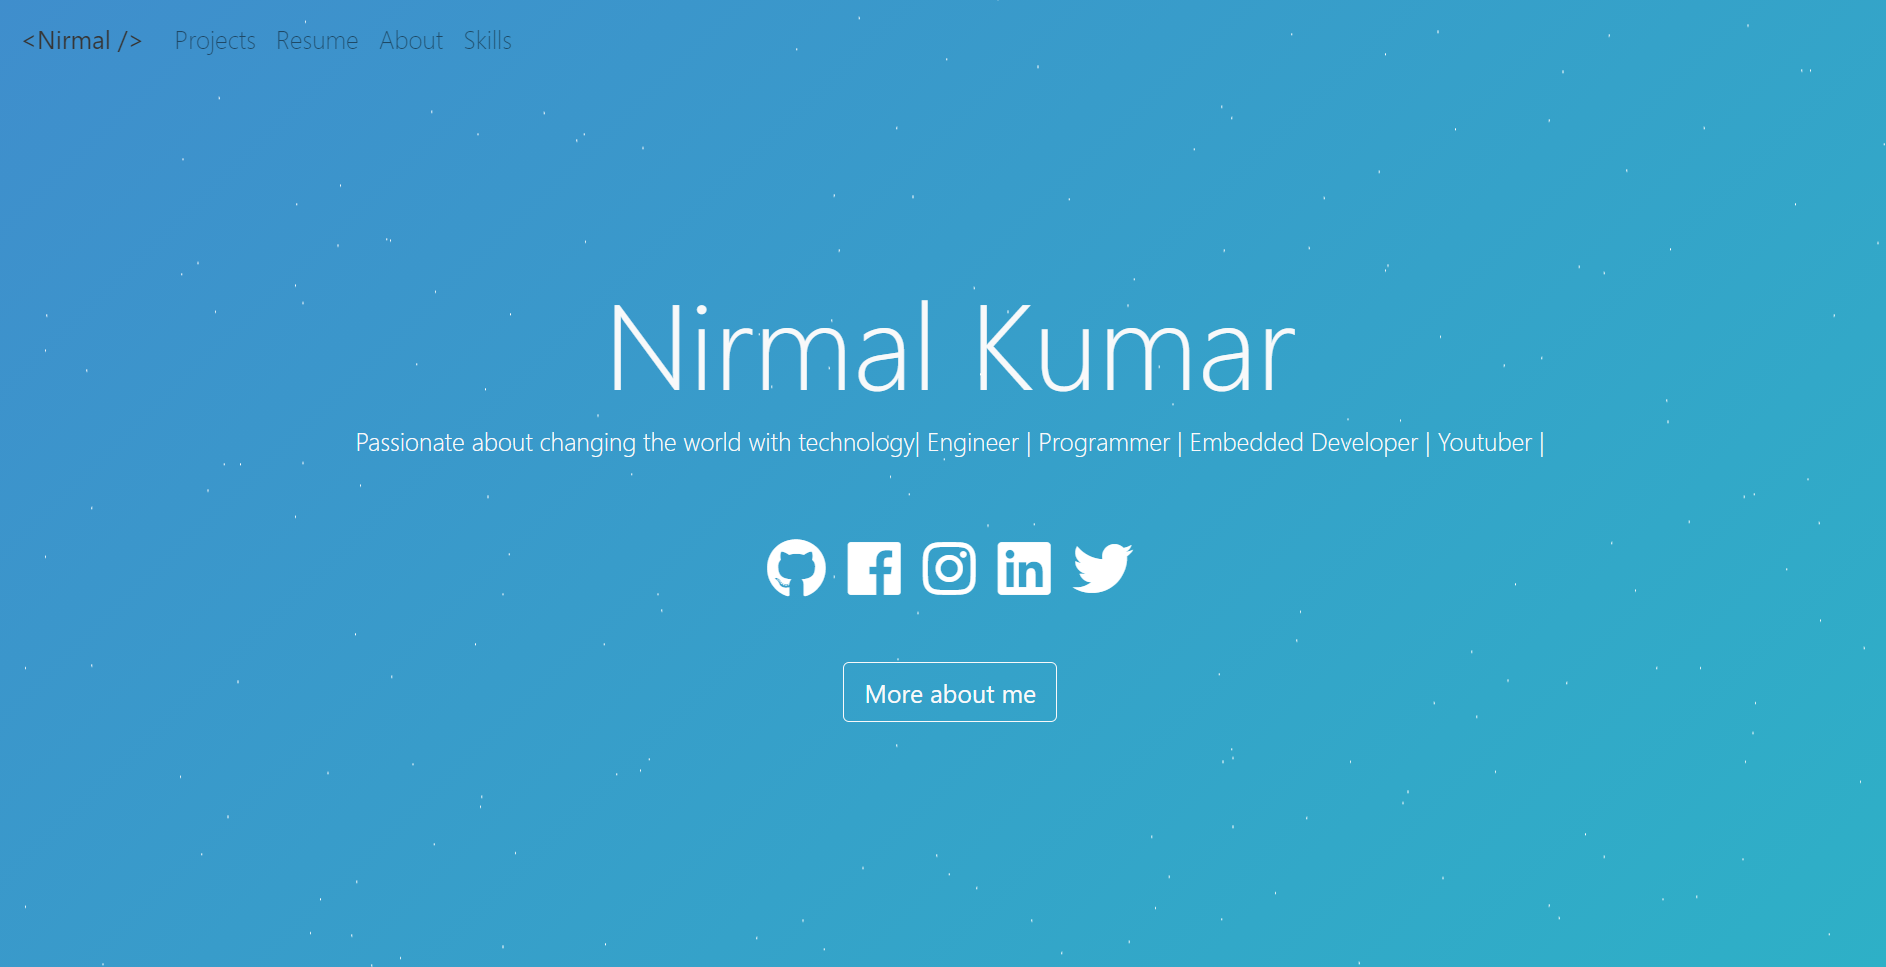 <Nirmal /> Projects Resume About Skills
Nirmal Kumar
Passionate about changing the world with technology| Engineer | Programmer | Embedded Developer | Youtuber |
More about me